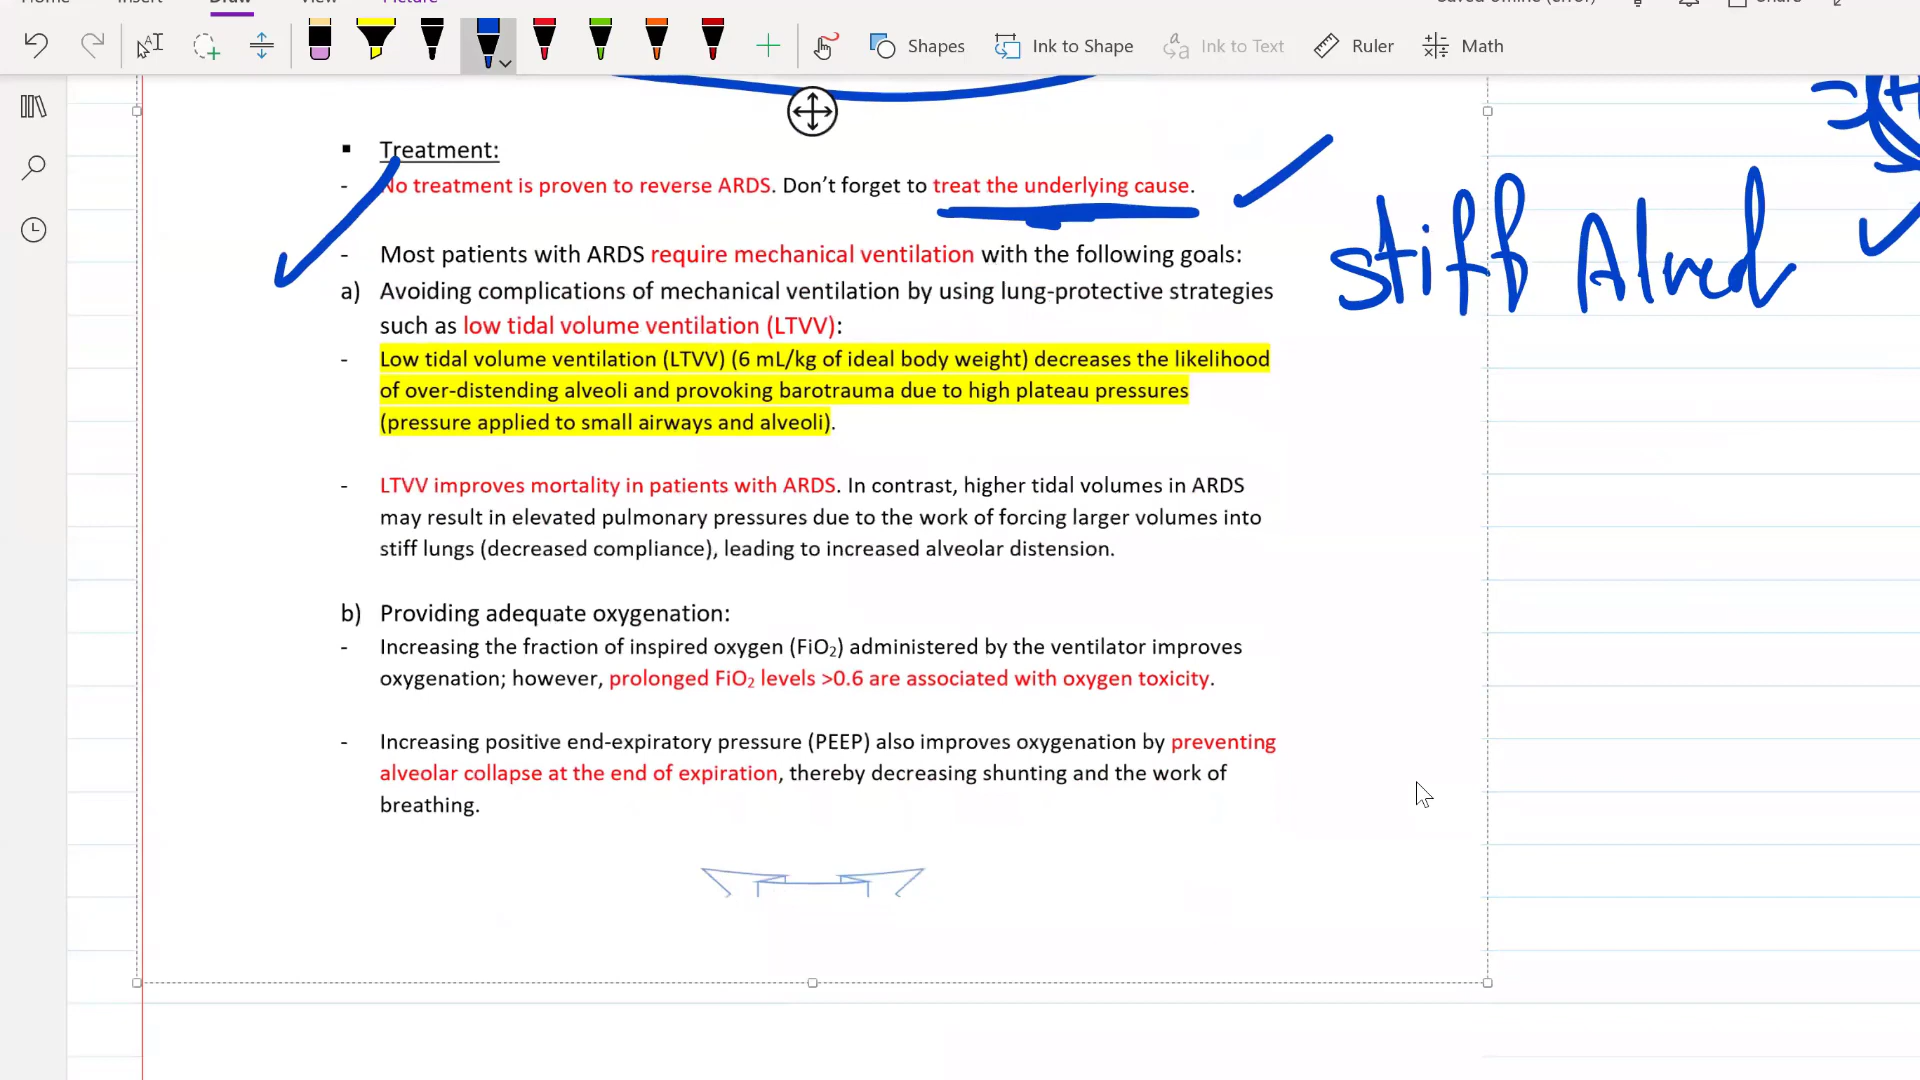 Draw
Shapes
Ink to Shape
Ink to Text
Ruler
Math
▪ Treatment:
- No treatment is proven to reverse ARDS. Don’t forget to treat the underlying cause.
- Most patients with ARDS require mechanical ventilation with the following goals:
a) Avoiding complications of mechanical ventilation by using lung-protective strategies
such as low tidal volume ventilation (LTVV):
- Low tidal volume ventilation (LTVV) (6 mL/kg of ideal body weight) decreases the likelihood
of over-distending alveoli and provoking barotrauma due to high plateau pressures
(pressure applied to small airways and alveoli).
- LTVV improves mortality in patients with ARDS. In contrast, higher tidal volumes in ARDS
may result in elevated pulmonary pressures due to the work of forcing larger volumes into
stiff lungs (decreased compliance), leading to increased alveolar distension.
b) Providing adequate oxygenation:
- Increasing the fraction of inspired oxygen (FiO₂) administered by the ventilator improves
oxygenation; however, prolonged FiO₂ levels >0.6 are associated with oxygen toxicity.
- Increasing positive end-expiratory pressure (PEEP) also improves oxygenation by preventing
alveolar collapse at the end of expiration, thereby decreasing shunting and the work of
breathing.
stiff